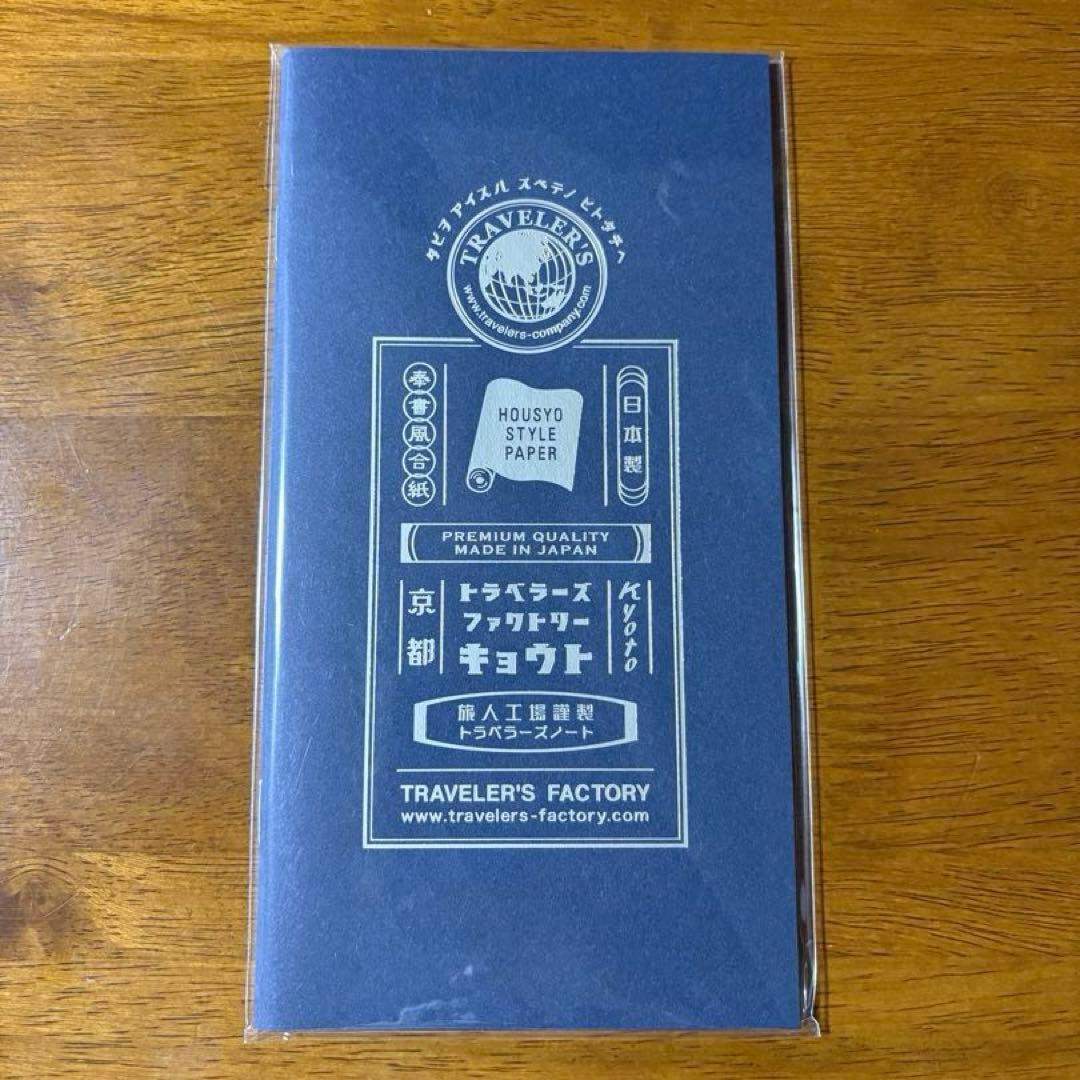 タビヲ アイスル スベテノ ヒトタチヘ
TRAVELER'S
www.travelers-company.com
奉書風合紙
HOUSYO
STYLE
PAPER
日本製
PREMIUM QUALITY
MADE IN JAPAN
京都
トラベラーズ
ファクトリー
キョウト
Kyoto
旅人工場謹製
トラベラーズノート
TRAVELER'S FACTORY
www.travelers-factory.com